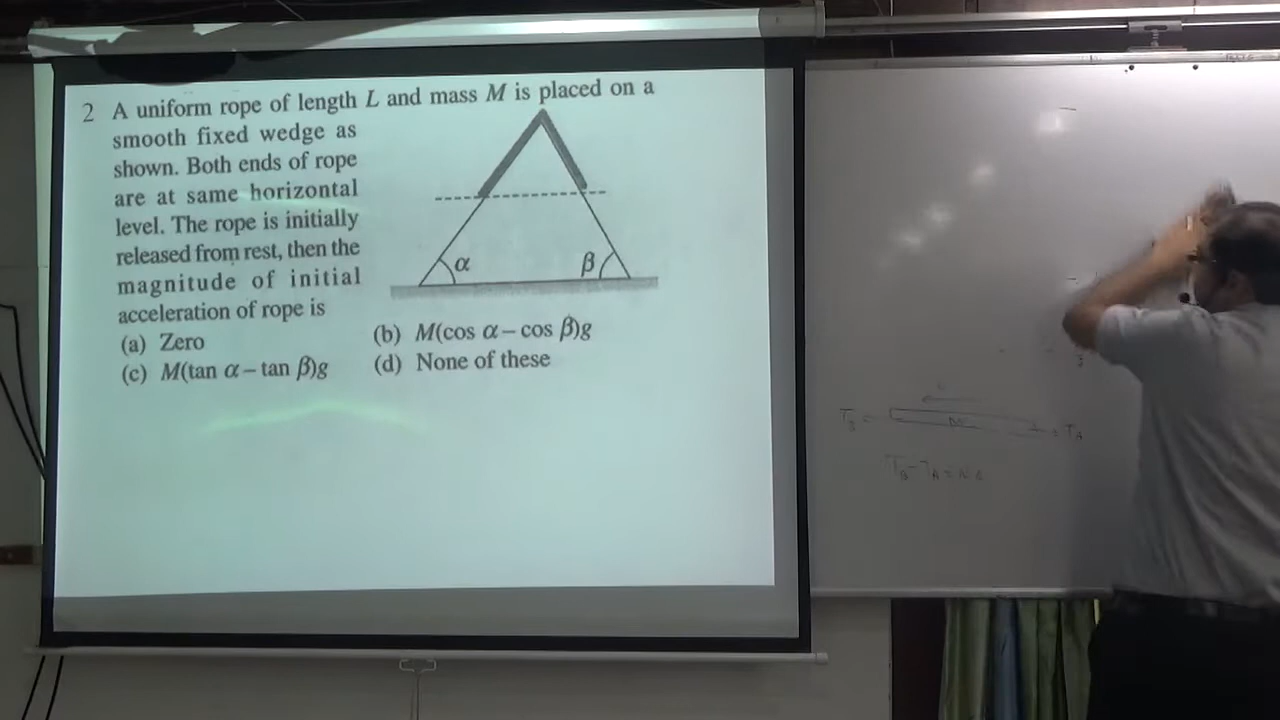 2 A uniform rope of length L and mass M is placed on a
smooth fixed wedge as
shown. Both ends of rope
are at same horizontal
level. The rope is initially
released from rest, then the
magnitude of initial
acceleration of rope is
α β
(a) Zero (b) M(cos α – cos β)g
(c) M(tan α – tan β)g (d) None of these